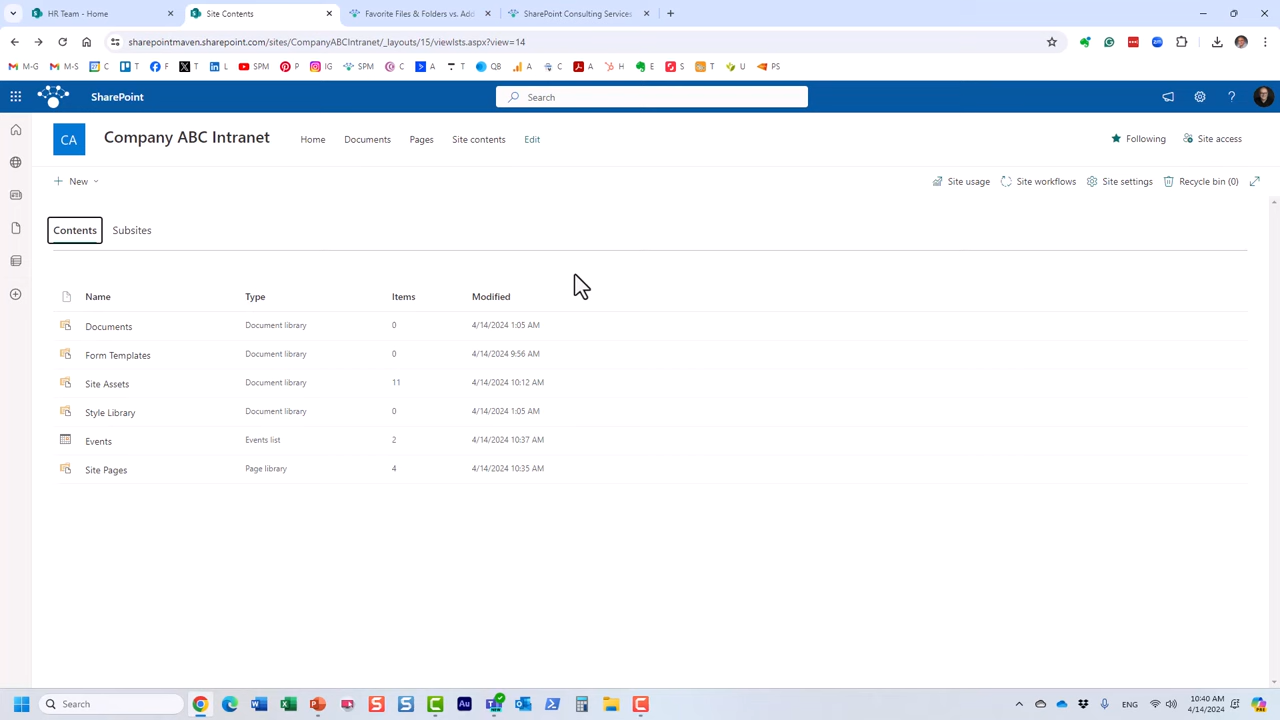 HR Team - Home
Site Contents
Favorite Files & Folders vs. Add
SharePoint Consulting Services
sharepointmaven.sharepoint.com/sites/CompanyABCIntranet/_layouts/15/viewlsts.aspx?view=14
M-G M-S C T F X T L SPM P IG SPM C A T QB A C A H E S T U PS
SharePoint
Search
CA
Company ABC Intranet
Home Documents Pages Site contents Edit
Following
Site access
New
Site usage Site workflows Site settings Recycle bin (0)
Contents Subsites
Name Type Items Modified
Documents Document library 0 4/14/2024 1:05 AM
Form Templates Document library 0 4/14/2024 9:56 AM
Site Assets Document library 11 4/14/2024 10:12 AM
Style Library Document library 0 4/14/2024 1:05 AM
Events Events list 2 4/14/2024 10:37 AM
Site Pages Page library 4 4/14/2024 10:35 AM
Search
ENG
10:40 AM
4/14/2024